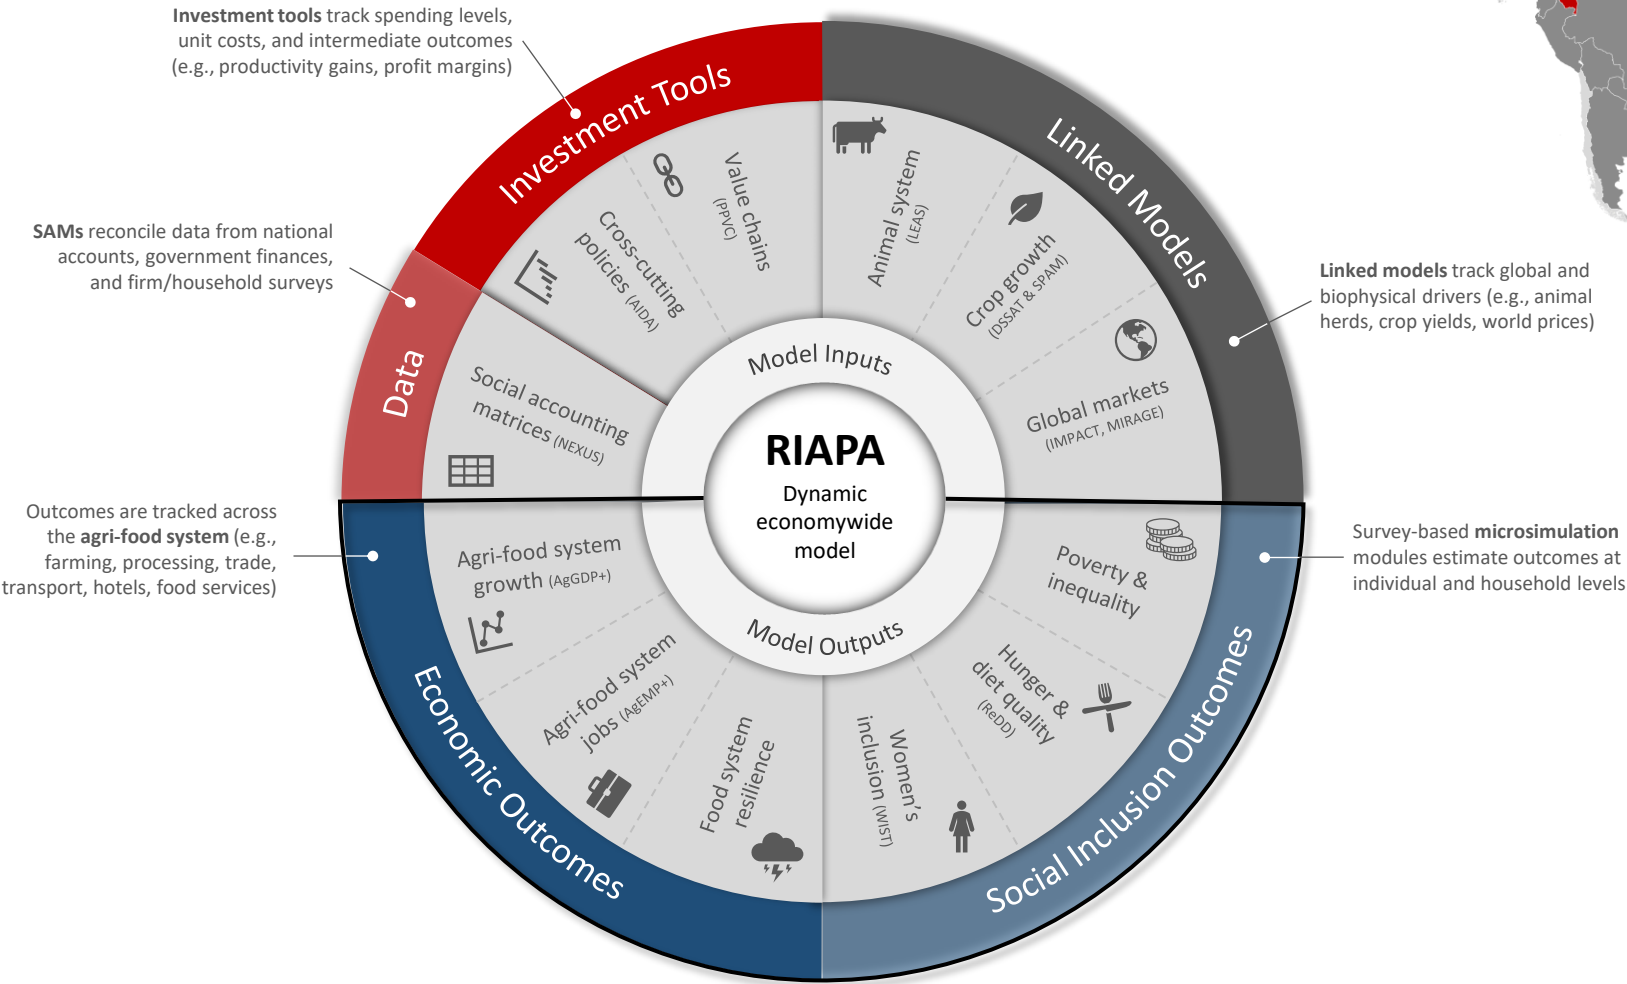 Investment tools track spending levels,
unit costs, and intermediate outcomes
(e.g., productivity gains, profit margins)
SAMs reconcile data from national
accounts, government finances,
and firm/household surveys
Outcomes are tracked across
the agri-food system (e.g.,
farming, processing, trade,
transport, hotels, food services)
Linked models track global and
biophysical drivers (e.g., animal
herds, crop yields, world prices)
Survey-based microsimulation
modules estimate outcomes at
individual and household levels
Investment Tools
Linked Models
Data
Economic Outcomes
Social Inclusion Outcomes
Cross-cutting
policies (AIDA)
Value chains
(PPVC)
Animal system
(LEAS)
Crop growth
(DSSAT & SPAM)
Global markets
(IMPACT, MIRAGE)
Social accounting
matrices (NEXUS)
Model Inputs
RIAPA
Dynamic
economywide
model
Model Outputs
Agri-food system
growth (AgGDP+)
Agri-food system
jobs (AgEMP+)
Food system
resilience
Women's
inclusion (WIST)
Hunger &
diet quality
(ReDD)
Poverty &
inequality